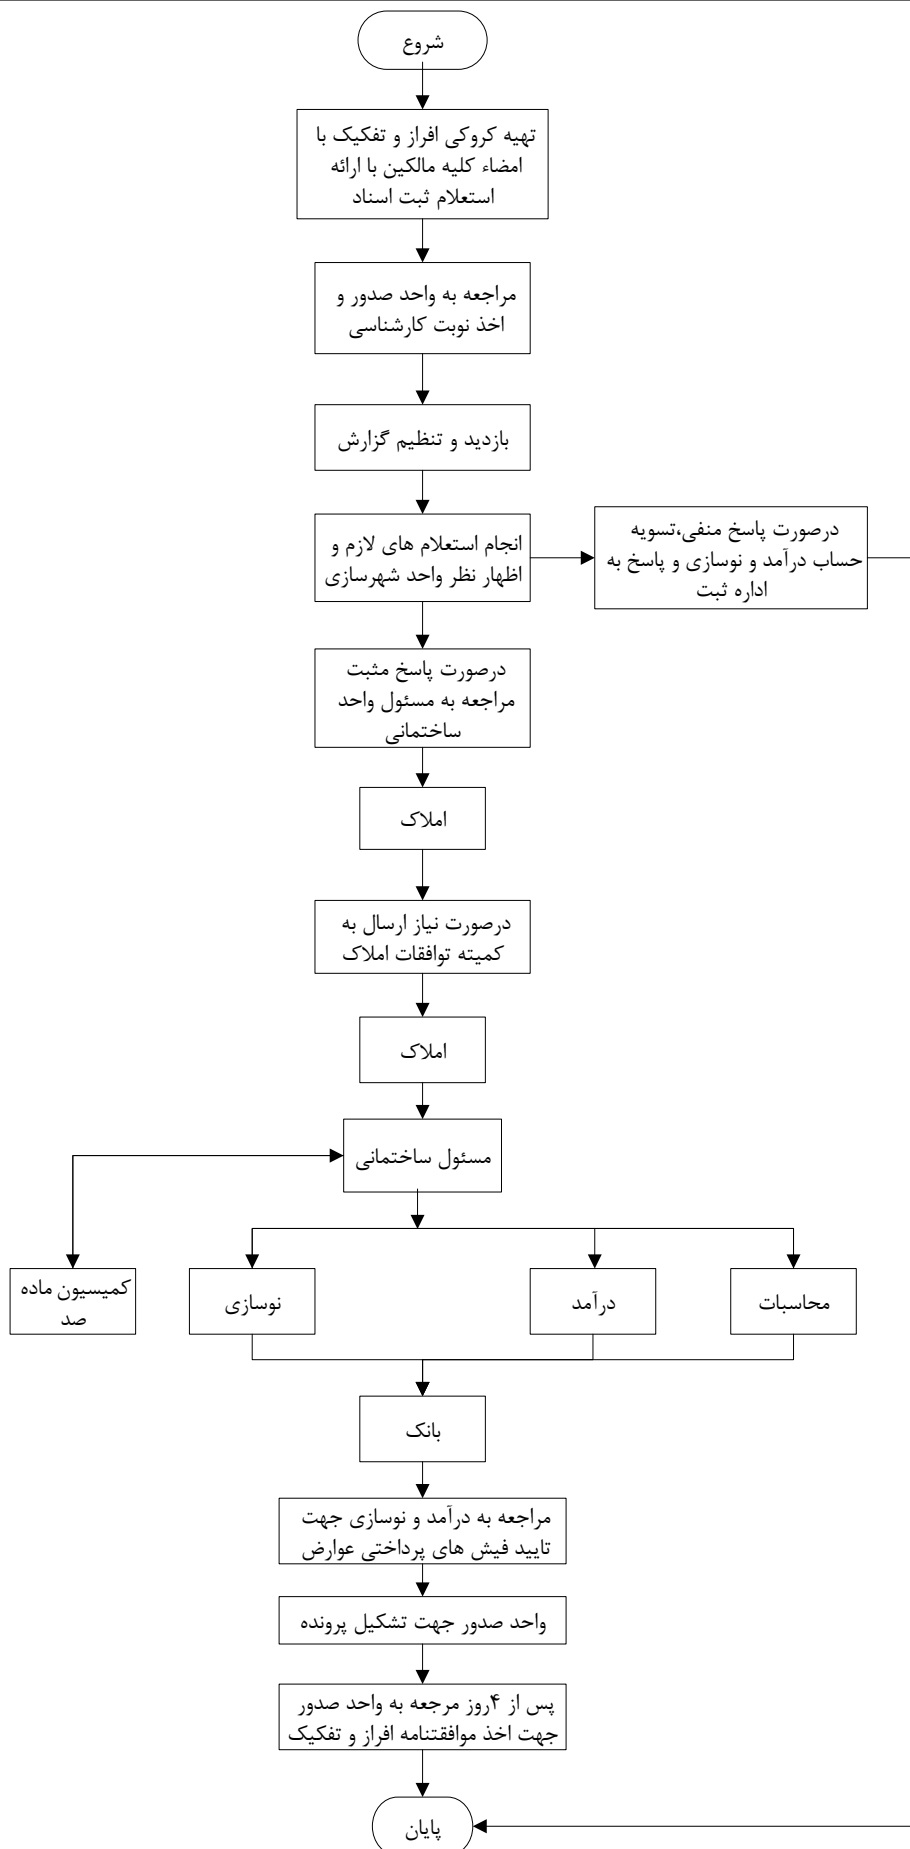 شروع
تهیه کروکی افراز و تفکیک با
امضاء کلیه مالکین با ارائه
استعلام ثبت اسناد
مراجعه به واحد صدور و
اخذ نوبت کارشناسی
بازدید و تنظیم گزارش
انجام استعلام های لازم و
اظهار نظر واحد شهرسازی
درصورت پاسخ منفی،تسویه
حساب درآمد و نوسازی و پاسخ به
اداره ثبت
درصورت پاسخ مثبت
مراجعه به مسئول واحد
ساختمانی
املاک
درصورت نیاز ارسال به
کمیته توافقات املاک
املاک
مسئول ساختمانی
محاسبات
درآمد
نوسازی
کمیسیون ماده
صد
بانک
مراجعه به درآمد و نوسازی جهت
تایید فیش های پرداختی عوارض
واحد صدور جهت تشکیل پرونده
پس از ۴روز مرجعه به واحد صدور
جهت اخذ موافقتنامه افراز و تفکیک
پایان